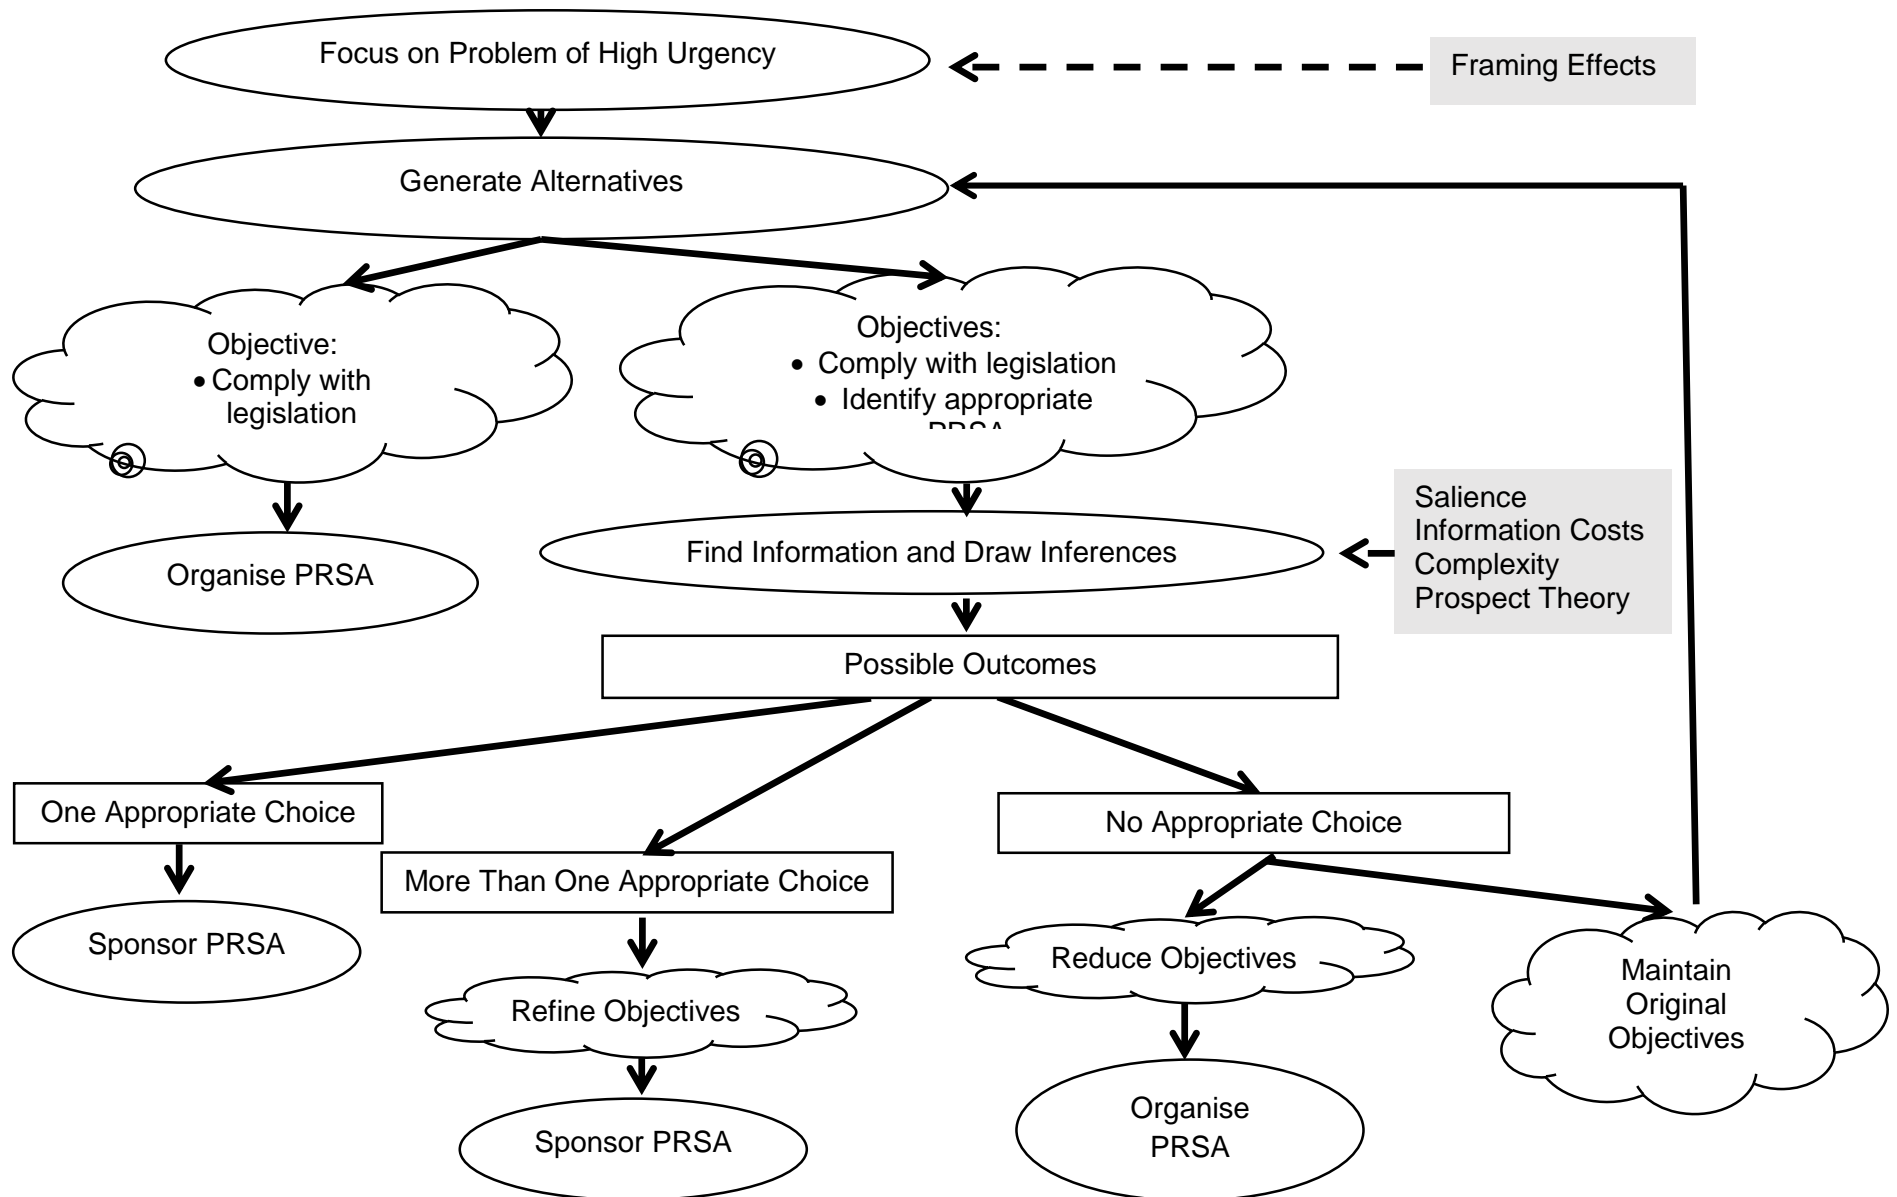 Focus on Problem of High Urgency
Framing Effects
Generate Alternatives
Objective:
• Comply with
legislation
Objectives:
• Comply with legislation
• Identify appropriate
PRSA
Organise PRSA
Find Information and Draw Inferences
Salience
Information Costs
Complexity
Prospect Theory
Possible Outcomes
One Appropriate Choice
More Than One Appropriate Choice
No Appropriate Choice
Sponsor PRSA
Refine Objectives
Reduce Objectives
Maintain
Original
Objectives
Sponsor PRSA
Organise
PRSA